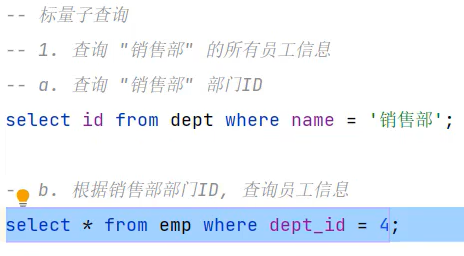 -- 标量子查询
-- 1. 查询 "销售部" 的所有员工信息
-- a. 查询 "销售部" 部门ID
select id from dept where name = '销售部';
- b. 根据销售部部门ID, 查询员工信息
select * from emp where dept_id = 4;